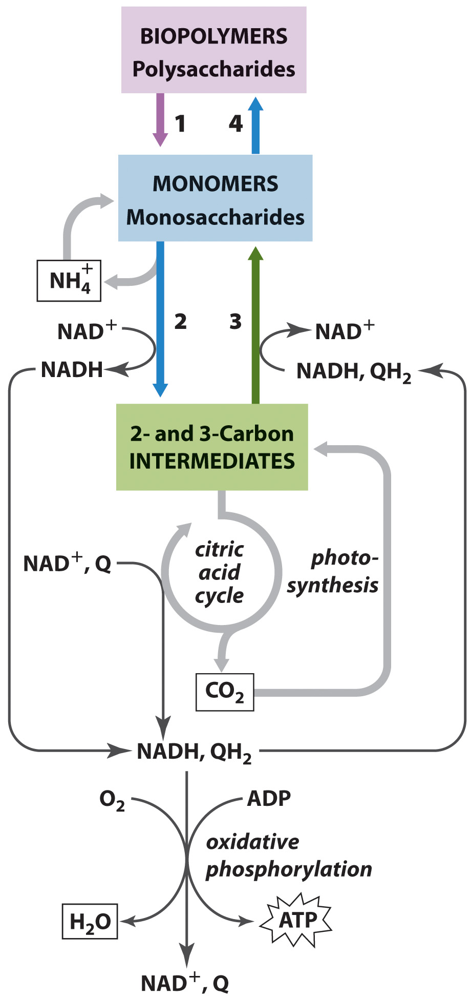 BIOPOLYMERS
Polysaccharides
1
4
MONOMERS
Monosaccharides
NH₄⁺
2
3
NAD⁺
NAD⁺
NADH
NADH, QH₂
2- and 3-Carbon
INTERMEDIATES
citric
acid
cycle
NAD⁺, Q
photo-
synthesis
CO₂
NADH, QH₂
O₂
ADP
oxidative
phosphorylation
H₂O
ATP
NAD⁺, Q